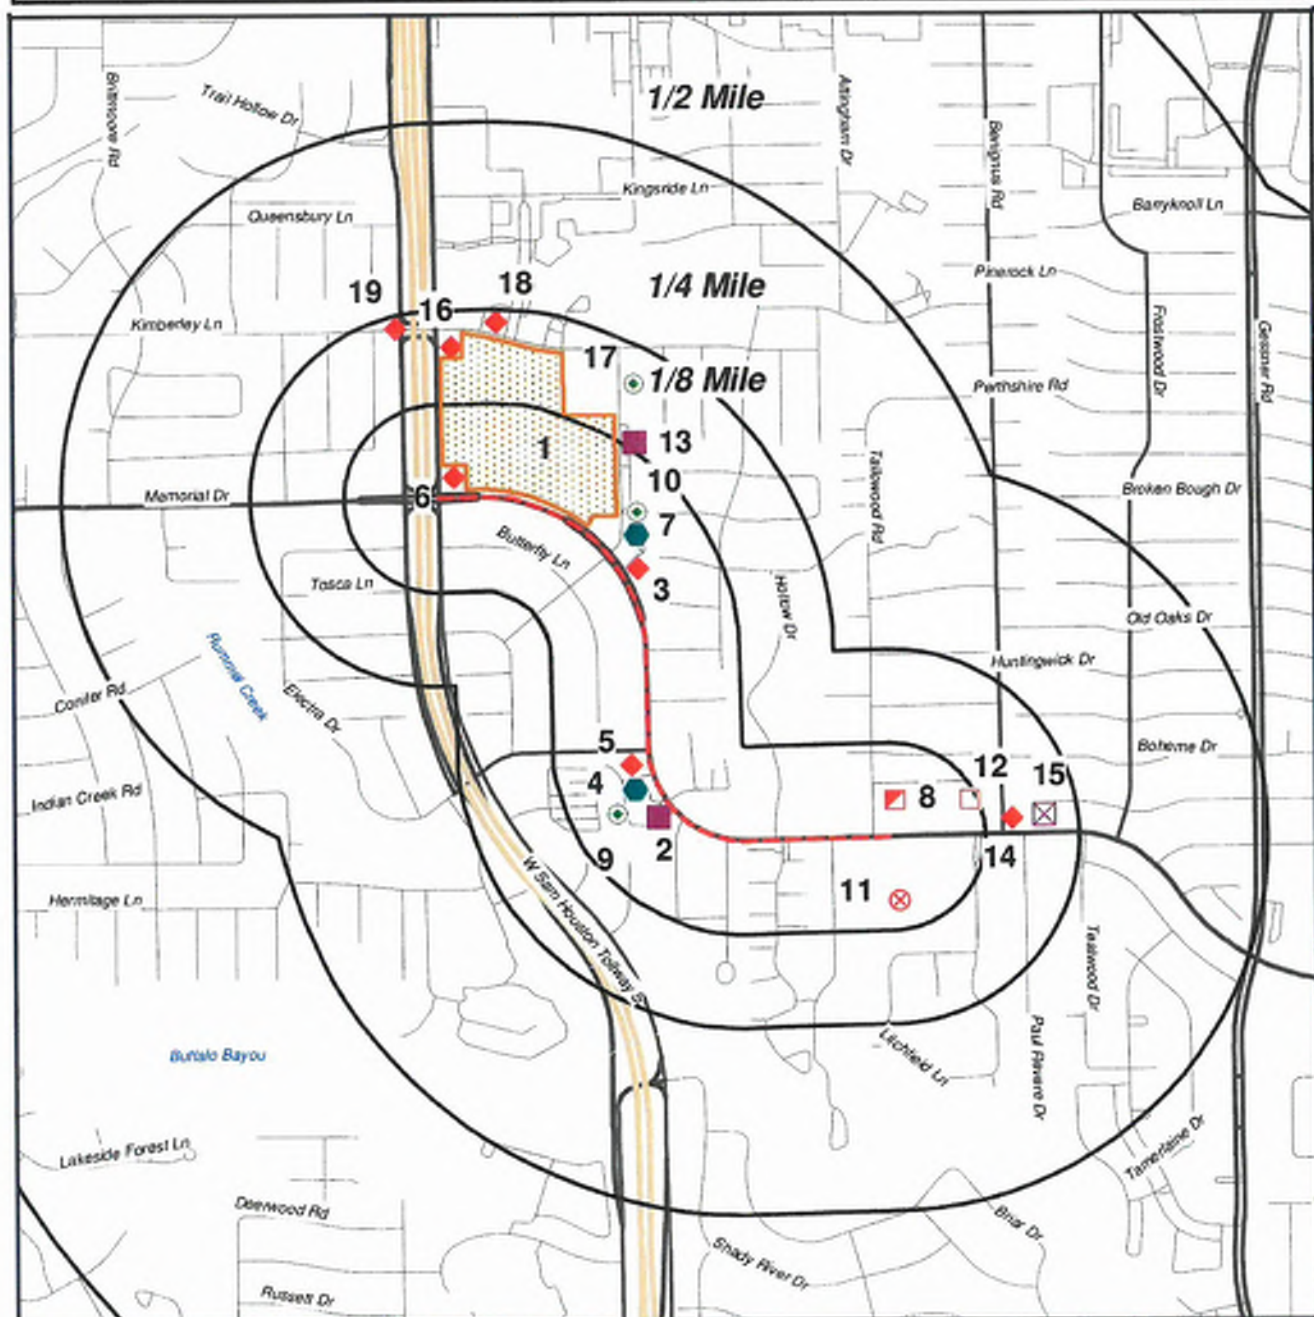 1/2 Mile
Brittmoore Rd
Trail Hollow Dr
Attingham Dr
Benignus Rd
Kingsride Ln
Queensbury Ln
Barryknoll Ln
Pinerock Ln
1/4 Mile
19
16
18
Kimberley Ln
Frostwood Dr
Gessner Rd
17
1/8 Mile
Perthshire Rd
1
13
10
Tallowood Rd
Memorial Dr
6
Broken Bough Dr
7
Butterfly Ln
3
Tosca Ln
Hollow Dr
Old Oaks Dr
Rummel Creek
Huntingwick Dr
Conifer Rd
Electra Dr
5
Boheme Dr
4
12
15
8
Indian Creek Rd
2
9
14
W Sam Houston Tollway S
11
Hermitage Ln
Tealwood Dr
Buffalo Bayou
Litchfield Ln
Paul Revere Dr
Lakeside Forest Ln
Tamerlaine Dr
Deerwood Rd
Briar Dr
Shady River Dr
Russett Dr